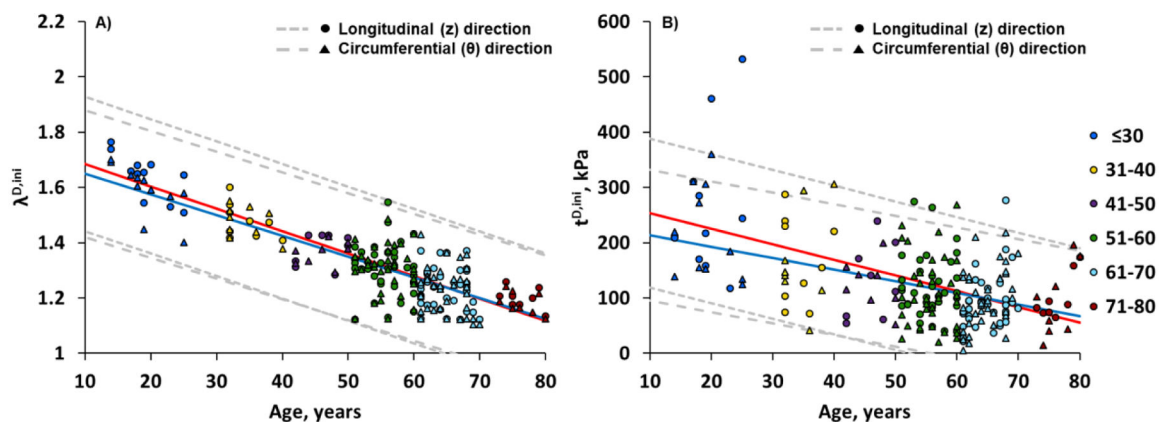 A)
Longitudinal (z) direction
Circumferential (θ) direction
2.2
2
1.8
1.6
1.4
1.2
1
λD,ini
10 20 30 40 50 60 70 80
Age, years
B)
Longitudinal (z) direction
Circumferential (θ) direction
600
500
400
300
200
100
0
tD,ini, kPa
10 20 30 40 50 60 70 80
Age, years
≤30
31-40
41-50
51-60
61-70
71-80